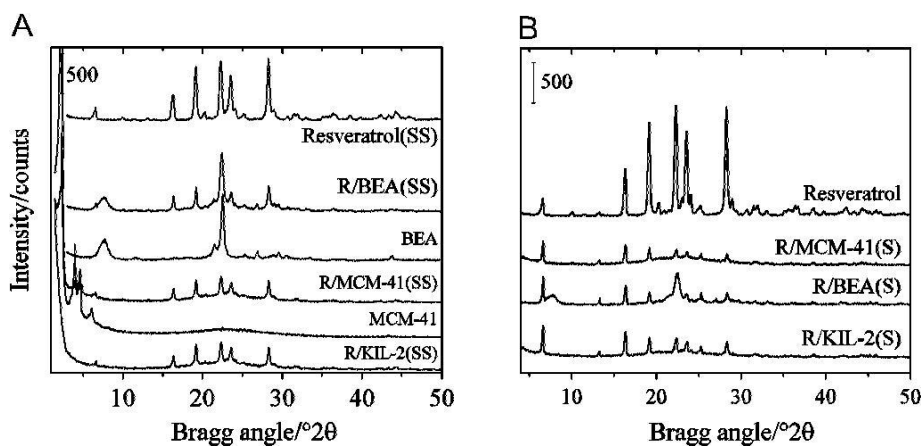 A
500
Resveratrol(SS)
R/BEA(SS)
BEA
R/MCM-41(SS)
MCM-41
R/KIL-2(SS)
Intensity/counts
10 20 30 40 50
Bragg angle/°2θ
B
500
Resveratrol
R/MCM-41(S)
R/BEA(S)
R/KIL-2(S)
10 20 30 40 50
Bragg angle/°2θ